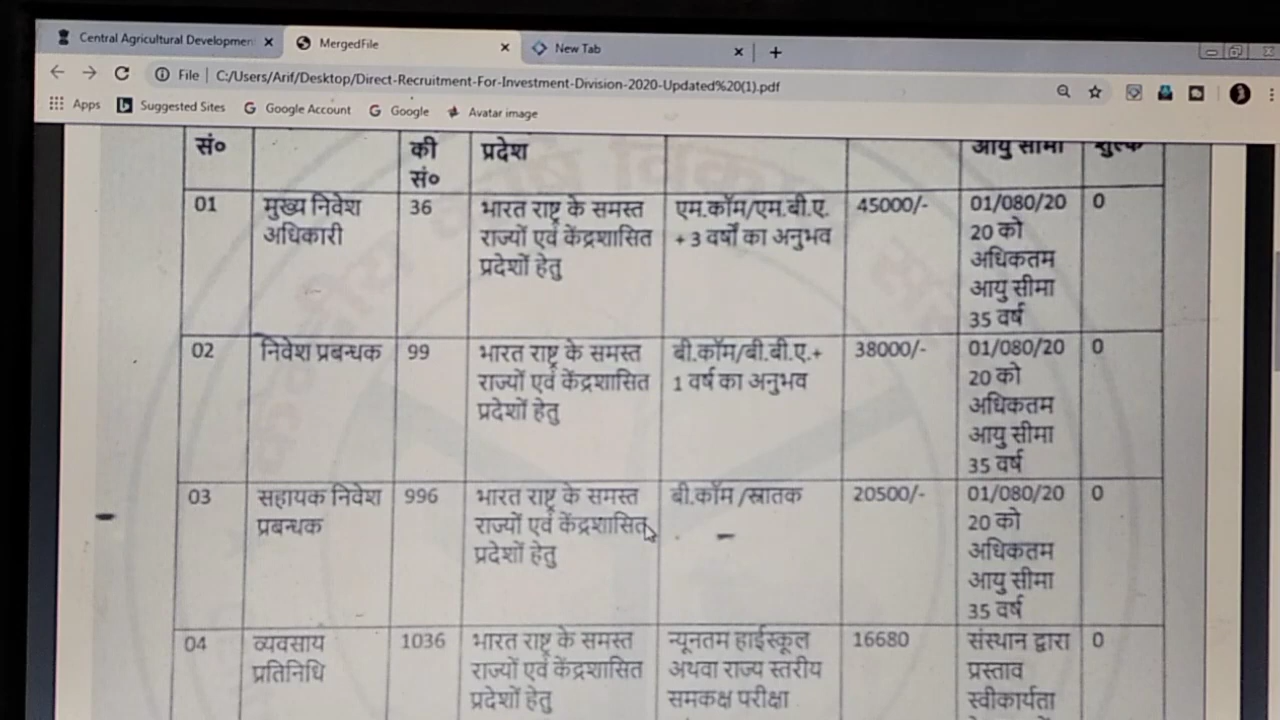 Central Agricultural Developmen
MergedFile
New Tab
File | C:/Users/Arif/Desktop/Direct-Recruitment-For-Investment-Division-2020-Updated%20(1).pdf
Apps Suggested Sites Google Account Google Avatar image
सं० की प्रदेश आयु सीमा शुल्क
सं०
01 मुख्य निवेश 36 भारत राष्ट्र के समस्त एम.कॉम/एम.बी.ए. 45000/- 01/080/20 0
अधिकारी राज्यों एवं केंद्रशासित + 3 वर्षों का अनुभव 20 को
प्रदेशों हेतु अधिकतम
आयु सीमा
35 वर्ष
02 निवेश प्रबन्धक 99 भारत राष्ट्र के समस्त बी.कॉम/बी.बी.ए.+ 38000/- 01/080/20 0
राज्यों एवं केंद्रशासित 1 वर्ष का अनुभव 20 को
प्रदेशों हेतु अधिकतम
आयु सीमा
35 वर्ष
03 सहायक निवेश 996 भारत राष्ट्र के समस्त बी.कॉम /स्नातक 20500/- 01/080/20 0
प्रबन्धक राज्यों एवं केंद्रशासित 20 को
प्रदेशों हेतु अधिकतम
आयु सीमा
35 वर्ष
04 व्यवसाय 1036 भारत राष्ट्र के समस्त न्यूनतम हाईस्कूल 16680 संस्थान द्वारा 0
प्रतिनिधि राज्यों एवं केंद्रशासित अथवा राज्य स्तरीय प्रस्ताव
प्रदेशों हेतु समकक्ष परीक्षा स्वीकार्यता